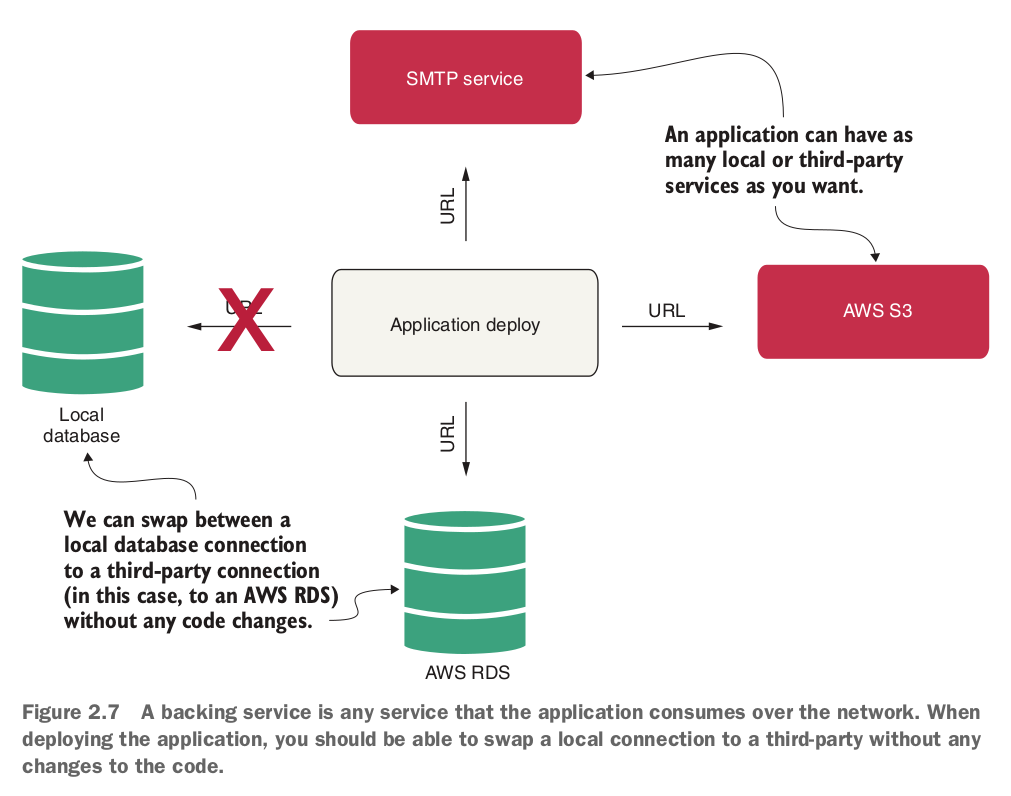 SMTP service
An application can have as
many local or third-party
services as you want.
URL
URL
Application deploy
URL
AWS S3
Local
database
URL
We can swap between a
local database connection
to a third-party connection
(in this case, to an AWS RDS)
without any code changes.
AWS RDS
Figure 2.7 A backing service is any service that the application consumes over the network. When
deploying the application, you should be able to swap a local connection to a third-party without any
changes to the code.